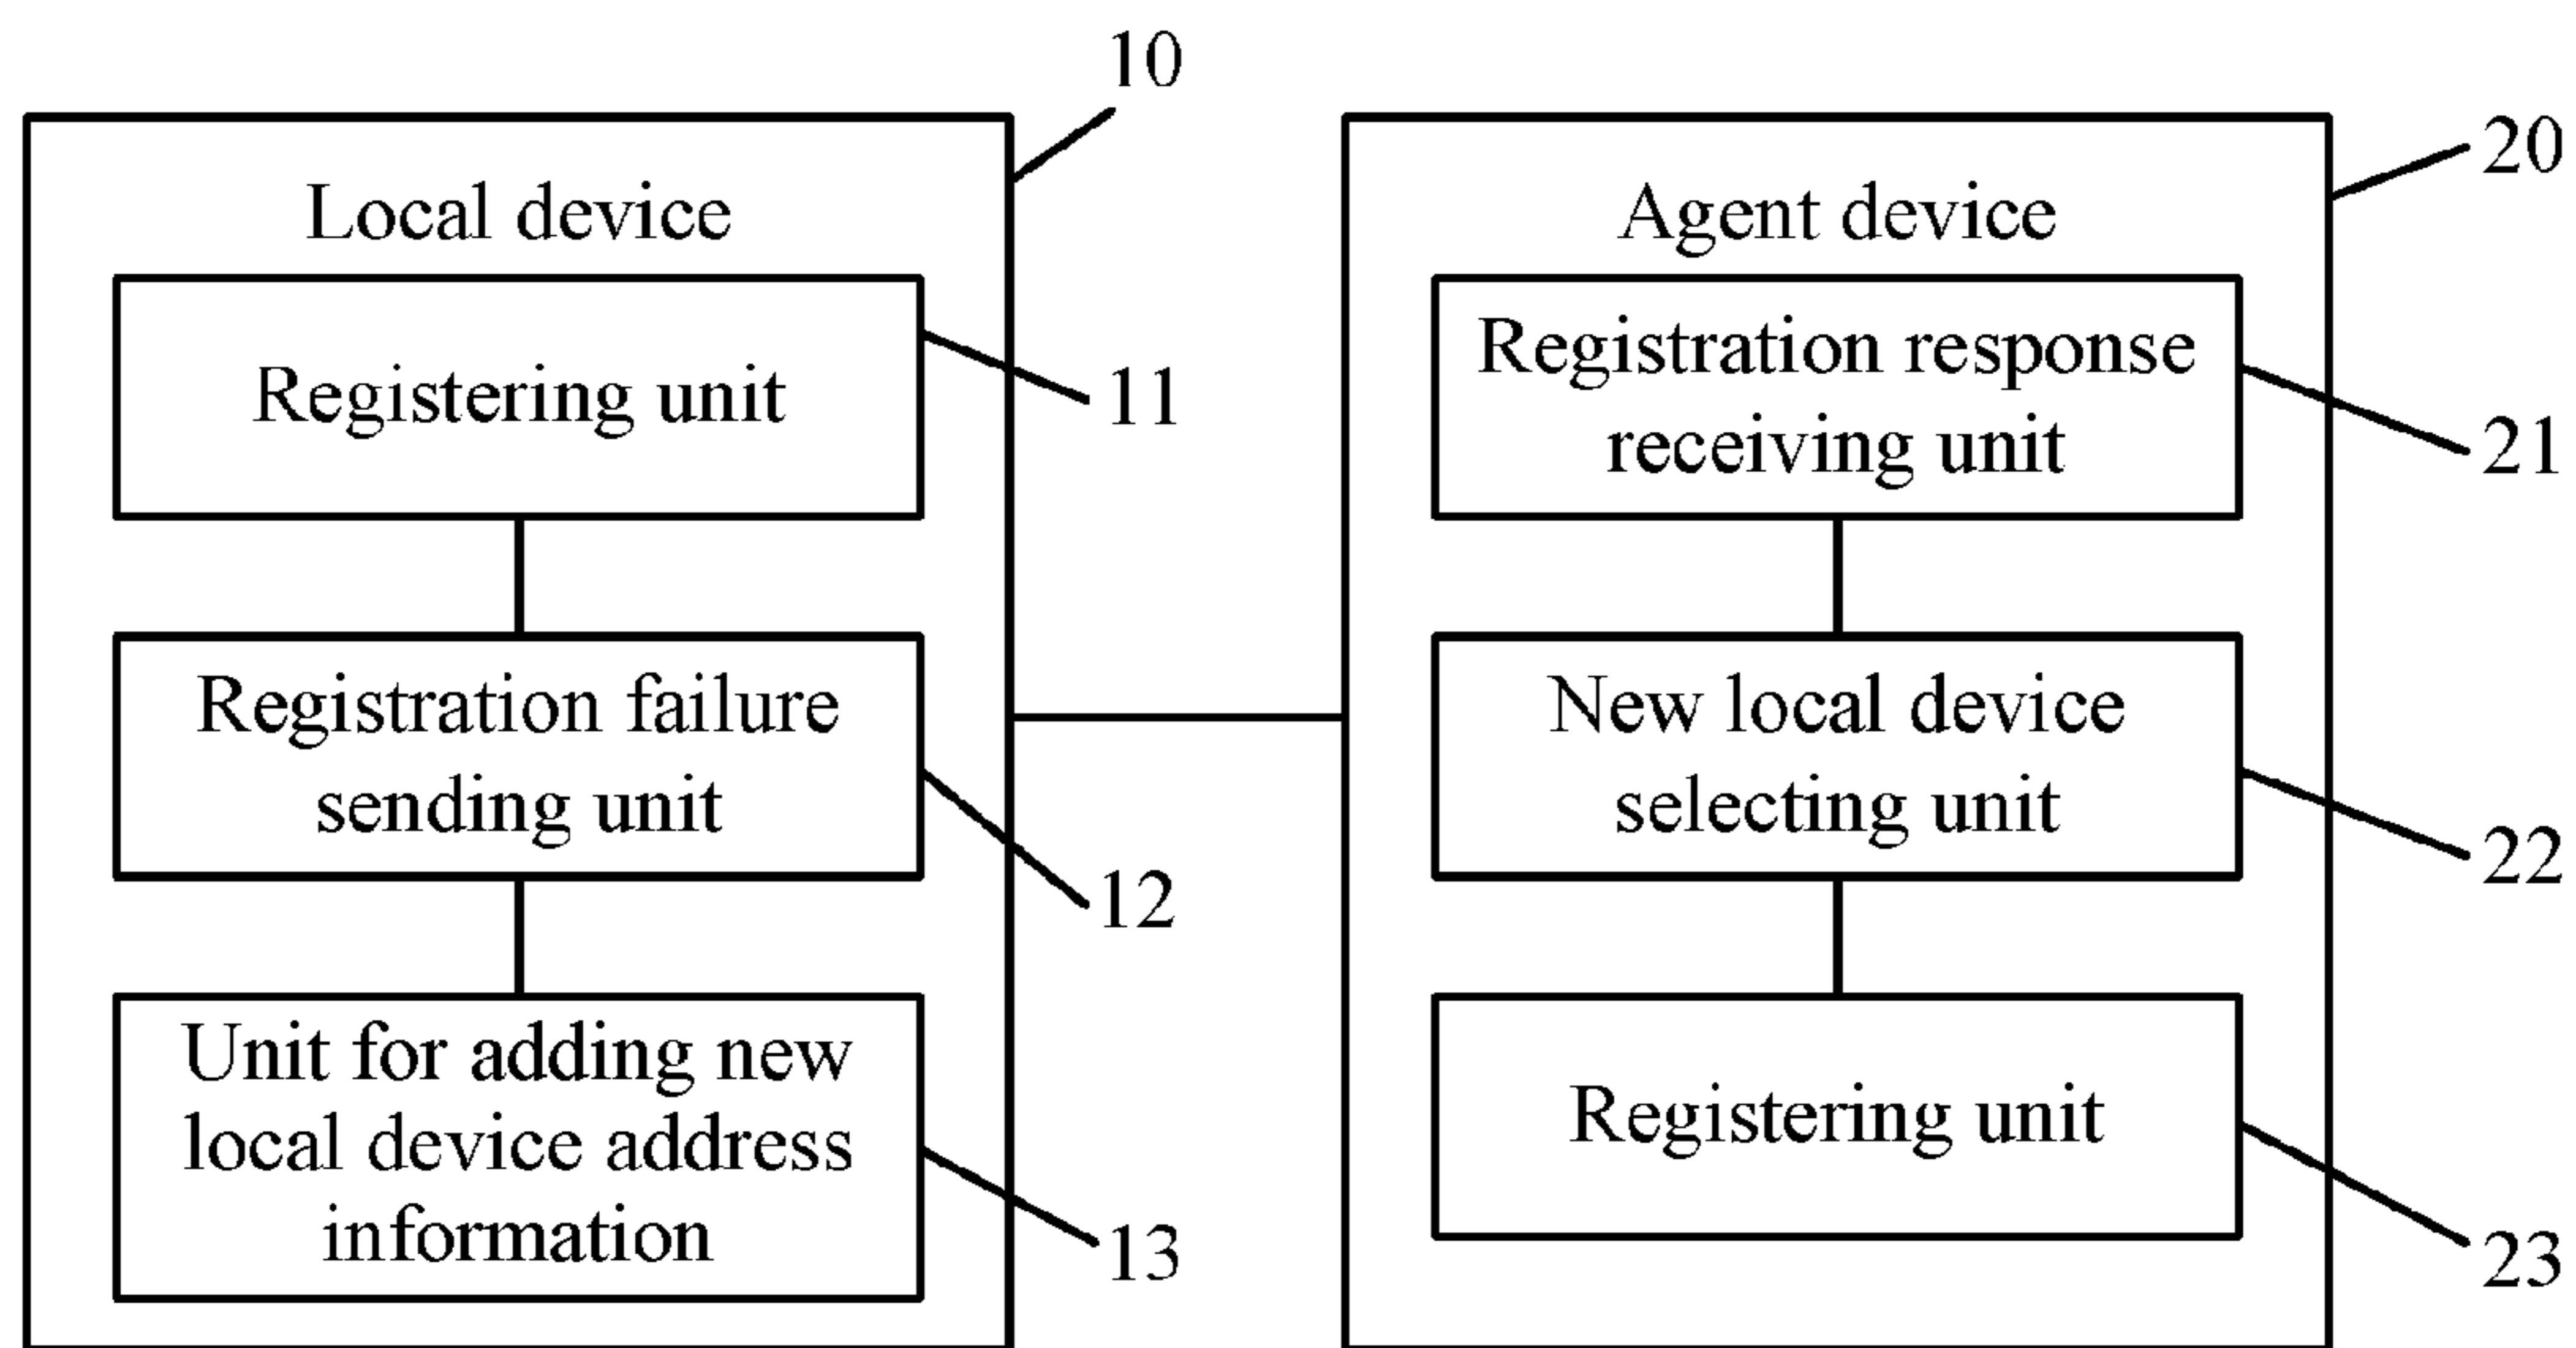 10
Local device
Registering unit
11
Registration failure
sending unit
12
Unit for adding new
local device address
information
13
20
Agent device
Registration response
receiving unit
21
New local device
selecting unit
22
Registering unit
23